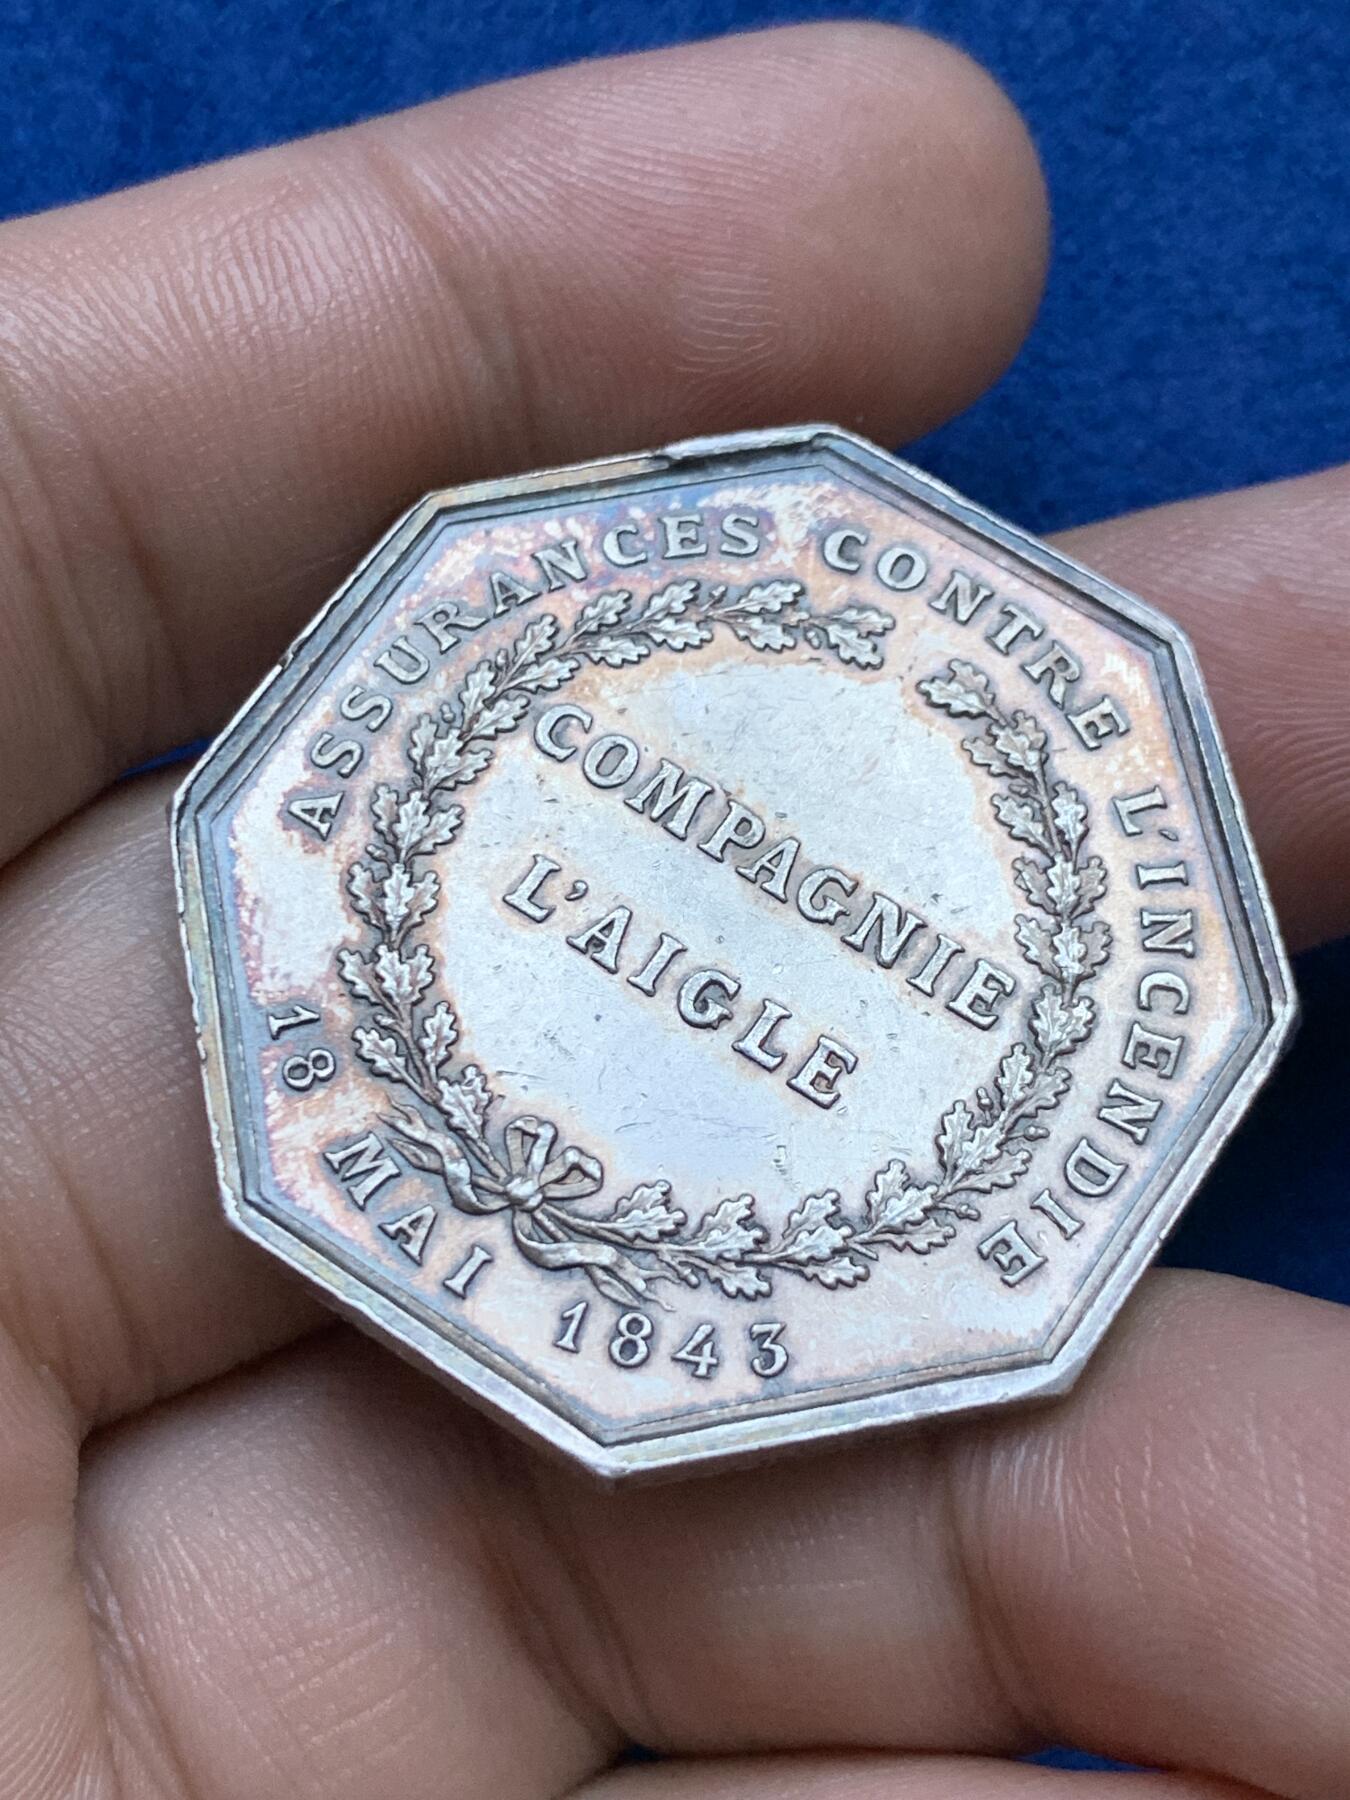 ASSURANCES CONTRE L'INCENDIE
COMPAGNIE
L'AIGLE
18 MAI 1843